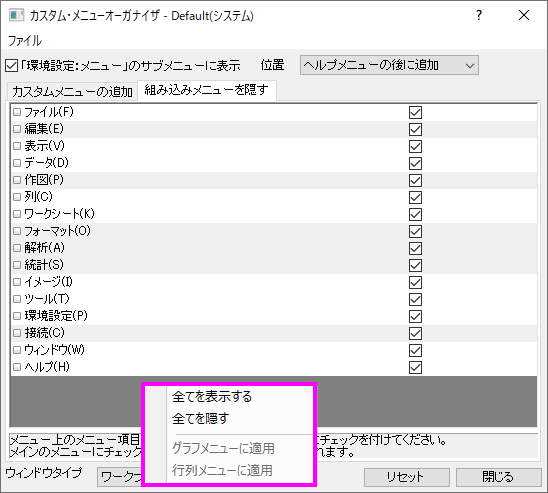 カスタム・メニューオーガナイザ - Default(システム)
ファイル
「環境設定:メニュー」のサブメニューに表示 位置 ヘルプメニューの後に追加
カスタムメニューの追加 組み込みメニューを隠す
ファイル(F)
編集(E)
表示(V)
データ(D)
作図(P)
列(C)
ワークシート(K)
フォーマット(O)
解析(A)
統計(S)
イメージ(I)
ツール(T)
環境設定(P)
接続(C)
ウィンドウ(W)
ヘルプ(H)
全てを表示する
全てを隠す
グラフメニューに適用
行列メニューに適用
メニュー上のメニュー項目 チェックを付けてください。
メインのメニューにチェック れます。
ウィンドウタイプ ワークブ リセット 閉じる